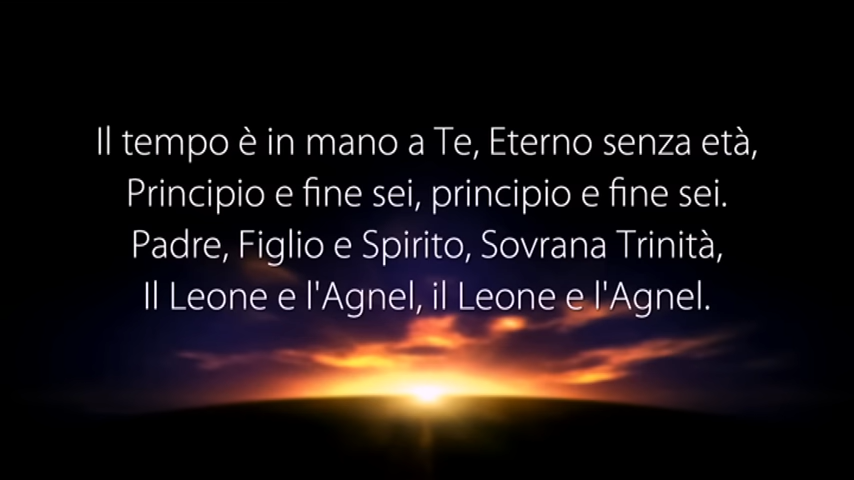 Il tempo è in mano a Te, Eterno senza età,
Principio e fine sei, principio e fine sei.
Padre, Figlio e Spirito, Sovrana Trinità,
Il Leone e l'Agnel, il Leone e l'Agnel.